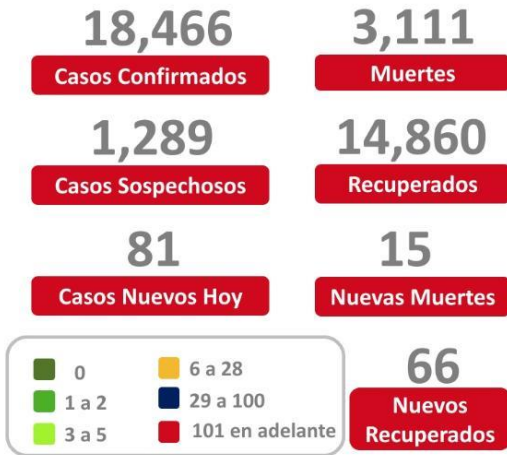 18,466
Casos Confirmados
3,111
Muertes
1,289
Casos Sospechosos
14,860
Recuperados
81
Casos Nuevos Hoy
15
Nuevas Muertes
0
1 a 2
3 a 5
6 a 28
29 a 100
101 en adelante
66
Nuevos
Recuperados